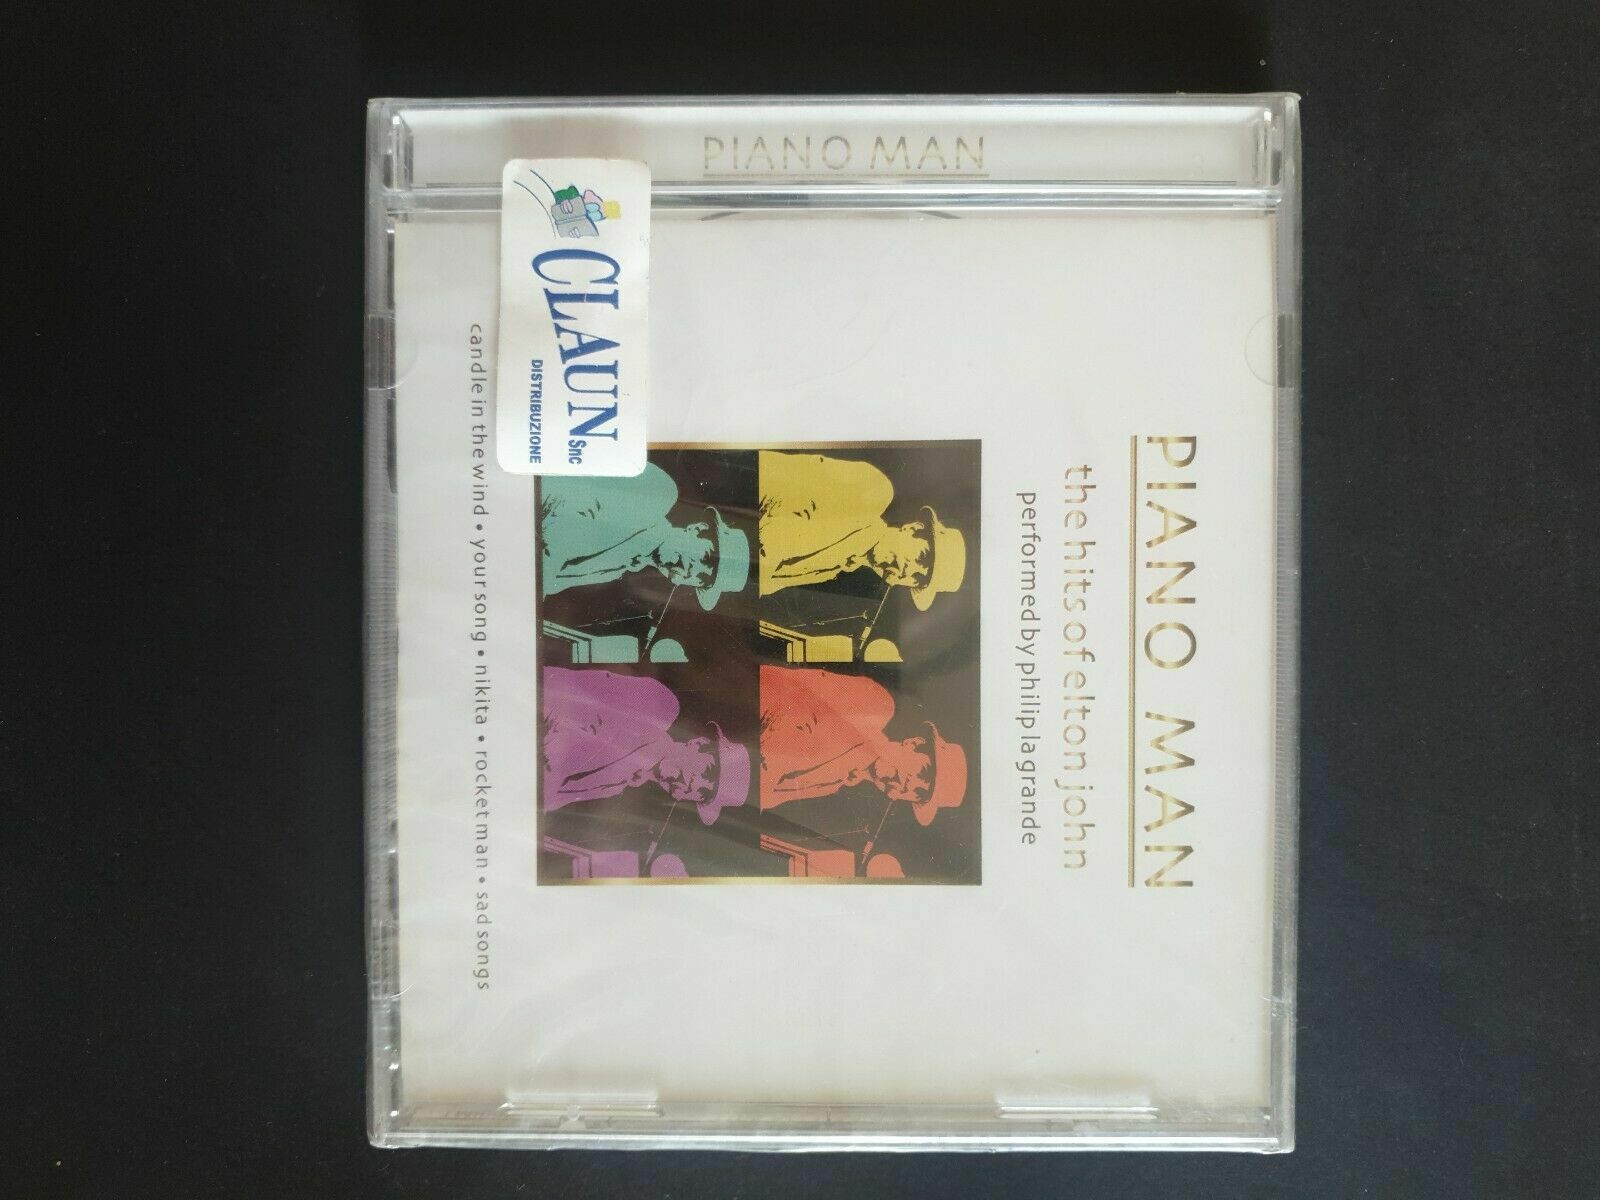 PIANO MAN
PIANO MAN
the hits of elton john
performed by philip la grande
CLAUN snc
DISTRIBUZIONE
candle in the wind • your song • nikita • rocket man • sad songs